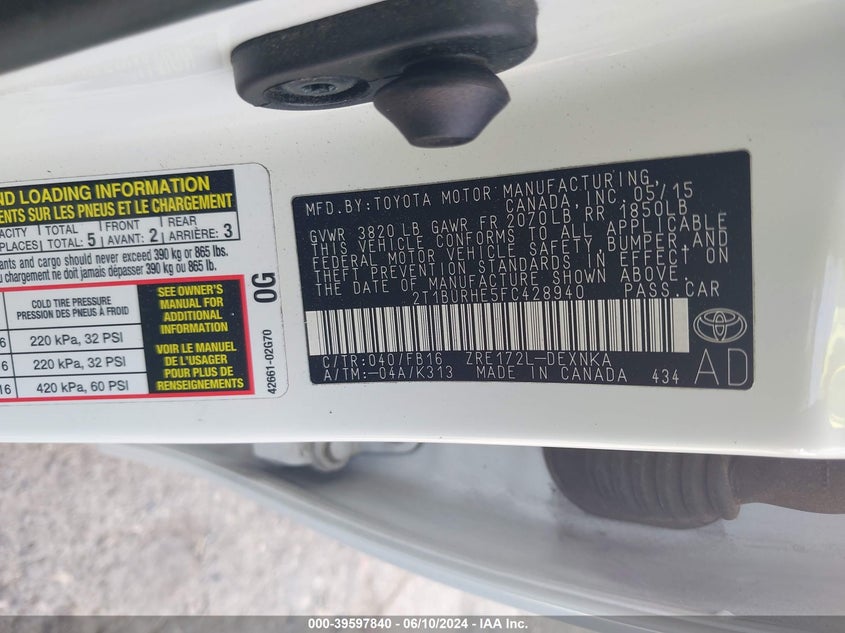 ND LOADING INFORMATION
ENTS SUR LES PNEUS ET LE CHARGEMENT
ACITY TOTAL FRONT REAR
PLACES TOTAL: 5 AVANT: 2 ARRIÈRE: 3
ants and cargo should never exceed 390 kg or 865 lbs.
chargement ne doit jamais dépasser 390 kg ou 865 lb.
COLD TIRE PRESSURE
PRESSION DES PNEUS À FROID
6 220 kPa, 32 PSI
6 220 kPa, 32 PSI
16 420 kPa, 60 PSI
SEE OWNER'S
MANUAL FOR
ADDITIONAL
INFORMATION
VOIR LE MANUEL
DE L'USAGER
POUR PLUS DE
RENSEIGNEMENTS
0G
42661-02G70
MFD.BY:TOYOTA MOTOR MANUFACTURING,
CANADA, INC. 05/15
GVWR 3820 LB GAWR FR 2070LB, RR 1850LB
THIS VEHICLE CONFORMS TO ALL APPLICABLE
FEDERAL MOTOR VEHICLE SAFETY, BUMPER AND
THEFT PREVENTION STANDARDS IN EFFECT ON
THE DATE OF MANUFACTURE SHOWN ABOVE.
2T1BURHE5FC428940 PASS.CAR
C/TR:040/FB16 ZRE172L-DEXNKA
A/TM:-04A/K313 MADE IN CANADA 434
AD
000-39597840 - 06/10/2024 - IAA Inc.